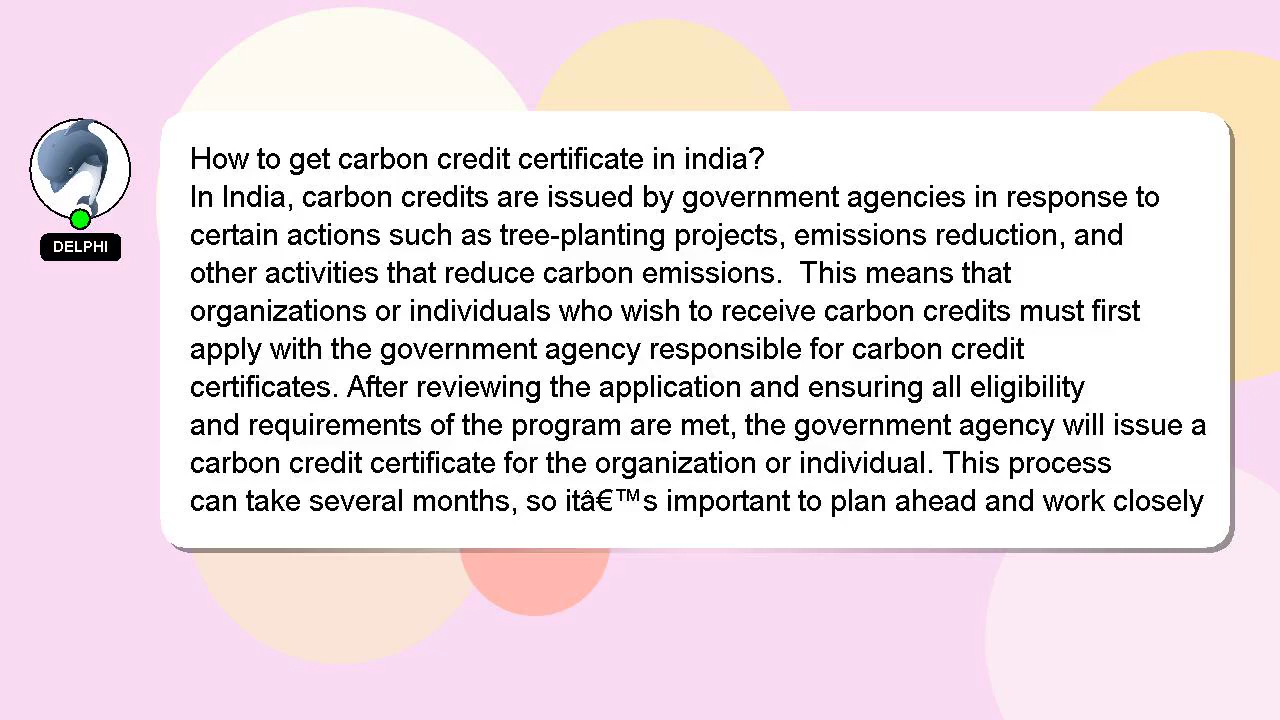 How to get carbon credit certificate in india?
In India, carbon credits are issued by government agencies in response to
certain actions such as tree-planting projects, emissions reduction, and
other activities that reduce carbon emissions.  This means that
organizations or individuals who wish to receive carbon credits must first
apply with the government agency responsible for carbon credit
certificates. After reviewing the application and ensuring all eligibility
and requirements of the program are met, the government agency will issue a
carbon credit certificate for the organization or individual. This process
can take several months, so itâ€™s important to plan ahead and work closely
DELPHI